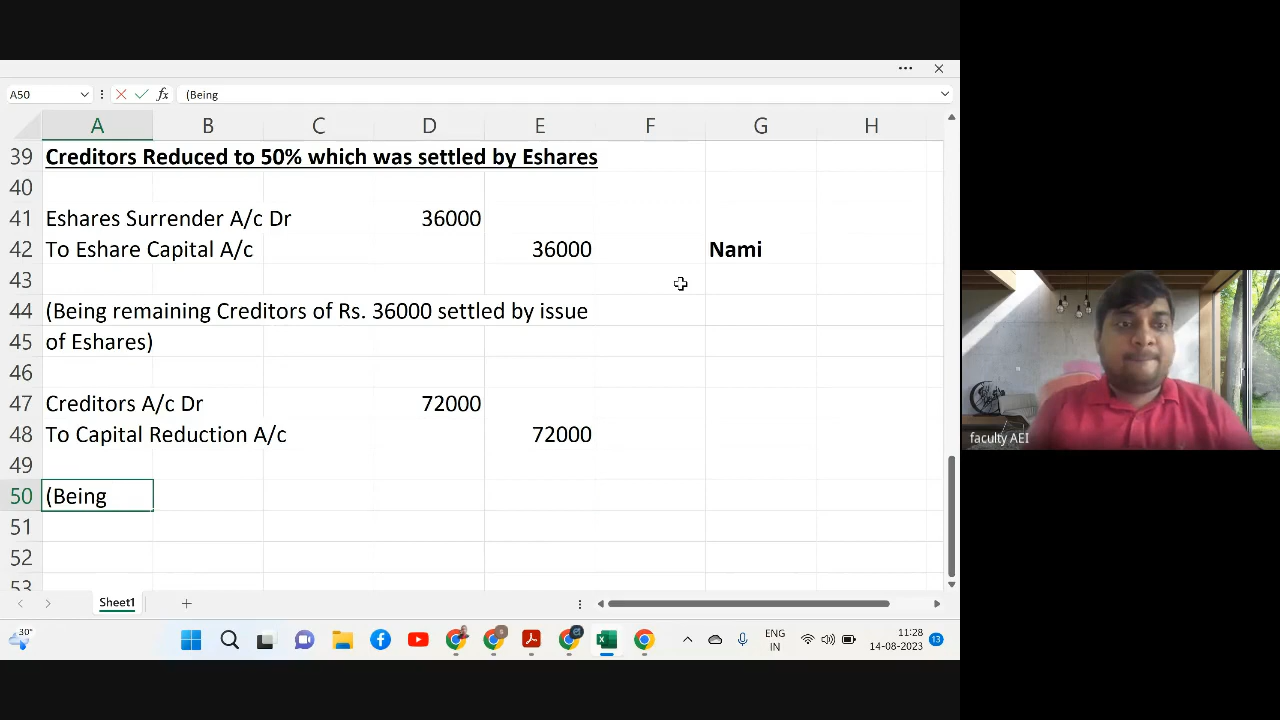 A50 (Being
A B C D E F G H
39 Creditors Reduced to 50% which was settled by Eshares
40
41 Eshares Surrender A/c Dr 36000
42 To Eshare Capital A/c 36000 Nami
43
44 (Being remaining Creditors of Rs. 36000 settled by issue
45 of Eshares)
46
47 Creditors A/c Dr 72000
48 To Capital Reduction A/c 72000
49
50 (Being
51
52
53
faculty AEI
Sheet1
30°
ENG
IN
11:28
14-08-2023
13